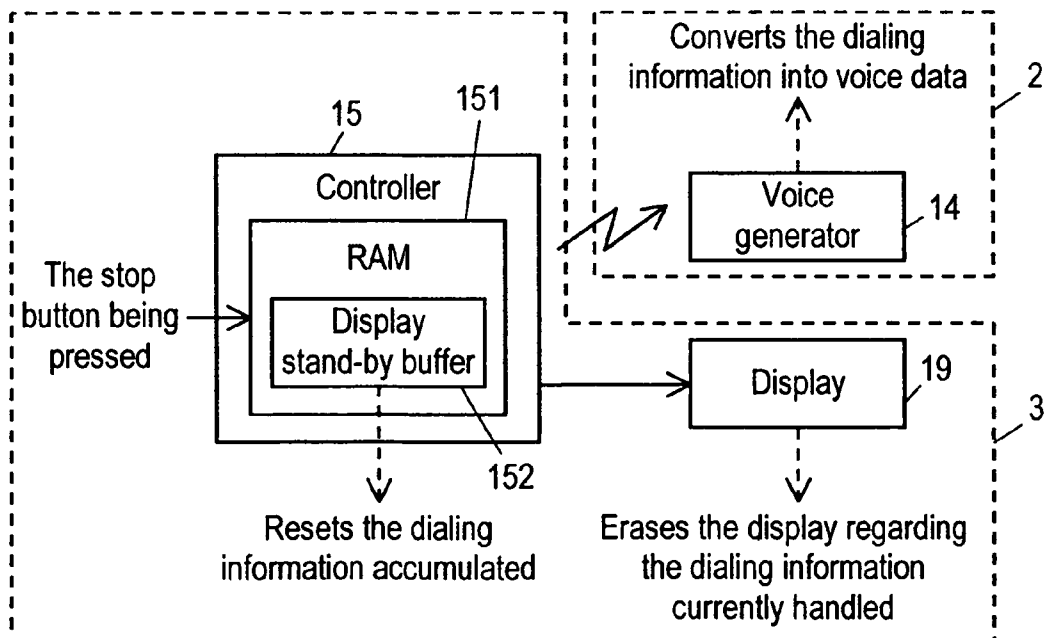 Converts the dialing
information into voice data
2
151
15
Controller
Voice
generator
14
RAM
The stop
button being
pressed
Display
stand-by buffer
Display
19
3
152
Resets the dialing
information accumulated
Erases the display regarding
the dialing information
currently handled